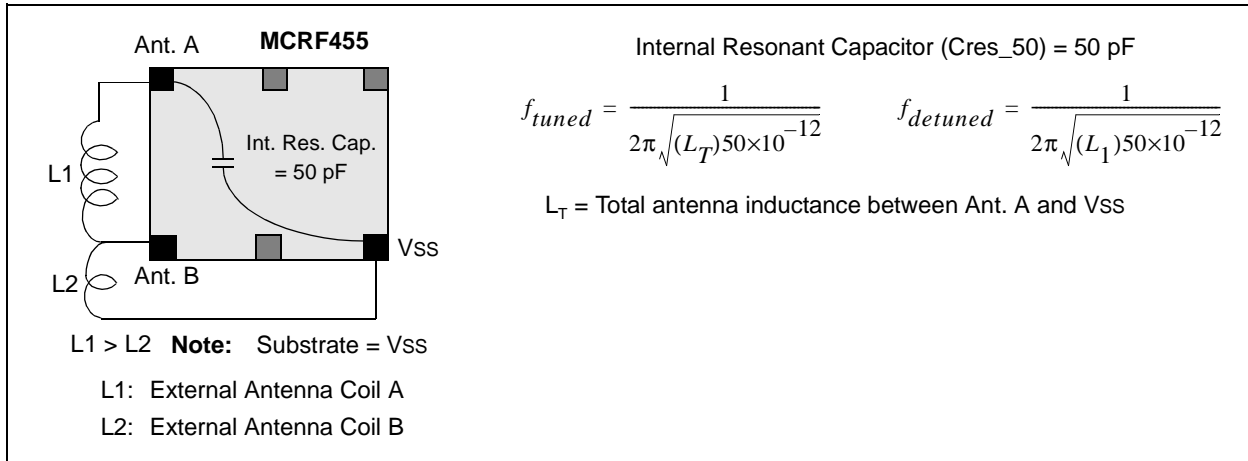 Ant. A
MCRF455
Int. Res. Cap.
= 50 pF
L1
L2
Ant. B
VSS
L1 > L2 Note: Substrate = VSS
L1: External Antenna Coil A
L2: External Antenna Coil B
Internal Resonant Capacitor (Cres_50) = 50 pF
f_tuned = 1 / 2π√(L_T)50×10^−12
f_detuned = 1 / 2π√(L_1)50×10^−12
L_T = Total antenna inductance between Ant. A and VSS